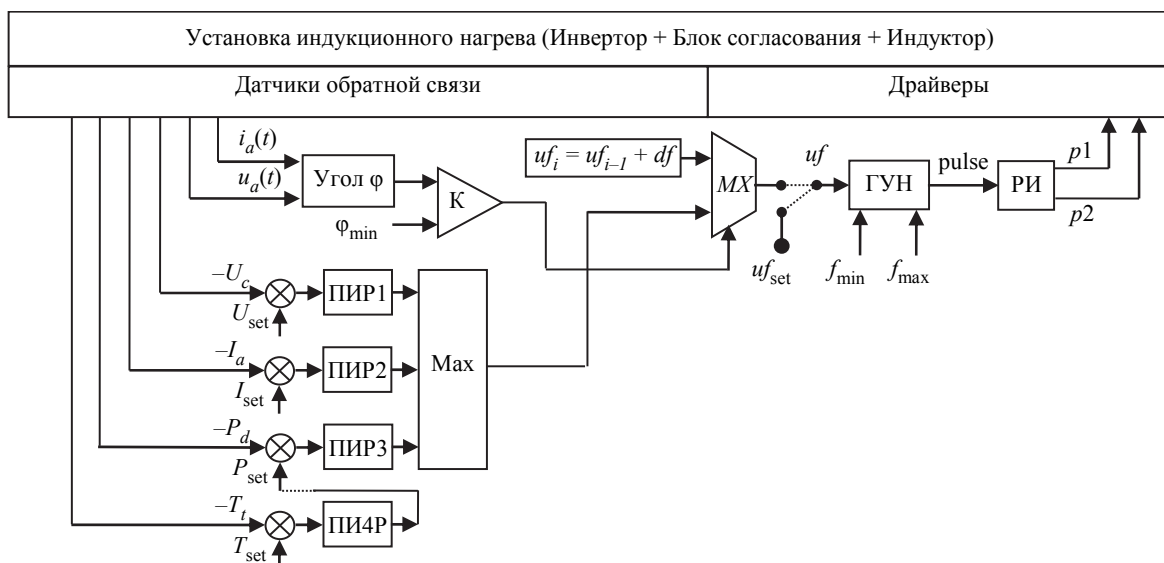 Установка индукционного нагрева (Инвертор + Блок согласования + Индуктор)
Датчики обратной связи
Драйверы
i_a(t)
u_a(t)
Угол φ
φ_min
К
uf_i = uf_{i–1} + df
MX
uf
uf_set
ГУН
f_min
f_max
pulse
РИ
p1
p2
–U_c
U_set
ПИР1
–I_a
I_set
ПИР2
Max
–P_d
P_set
ПИР3
–T_t
T_set
ПИ4Р